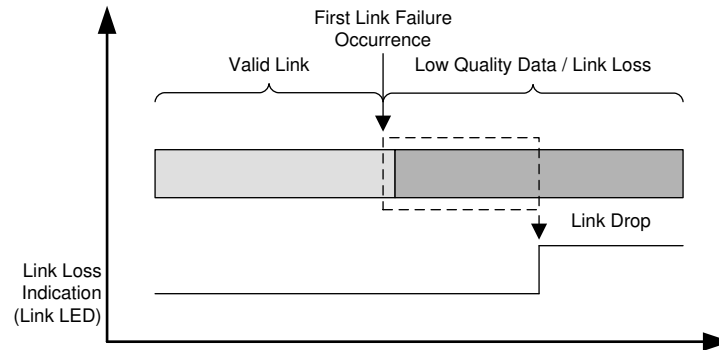 First Link Failure
Occurrence
Valid Link
Low Quality Data / Link Loss
Link Drop
Link Loss
Indication
(Link LED)